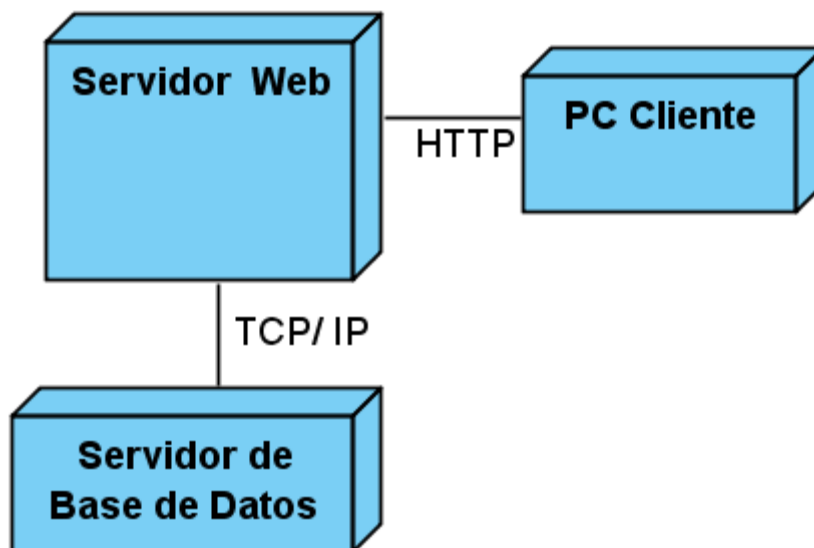 Servidor Web
PC Cliente
HTTP
TCP/ IP
Servidor de
Base de Datos